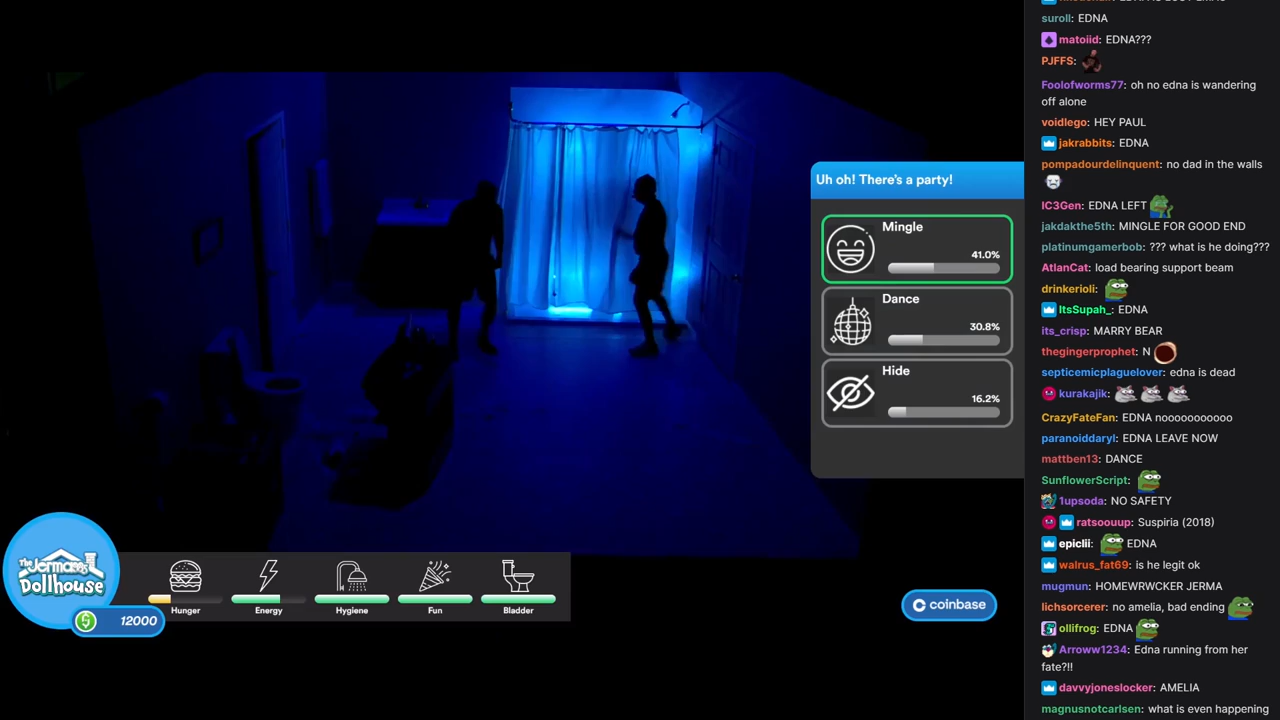 Uh oh! There's a party!
Mingle
41.0%
Dance
30.8%
Hide
16.2%
The Jerma985
Dollhouse
12000
Hunger
Energy
Hygiene
Fun
Bladder
coinbase
suroll: EDNA
matoiid: EDNA???
PJFFS:
Foolofworms77: oh no edna is wandering
off alone
voidlego: HEY PAUL
jakrabbits: EDNA
pompadourdelinquent: no dad in the walls
IC3Gen: EDNA LEFT
jakdakthe5th: MINGLE FOR GOOD END
platinumgamerbob: ??? what is he doing???
AtlanCat: load bearing support beam
drinkerioli:
ItsSupah_: EDNA
its_crisp: MARRY BEAR
thegingerprophet: N
septicemicplaguelover: edna is dead
kurakajik:
CrazyFateFan: EDNA nooooooooooo
paranoiddaryl: EDNA LEAVE NOW
mattben13: DANCE
SunflowerScript:
1upsoda: NO SAFETY
ratsoouup: Suspiria (2018)
epiclii: EDNA
walrus_fat69: is he legit ok
mugmun: HOMEWRWCKER JERMA
lichsorcerer: no amelia, bad ending
ollifrog: EDNA
Arroww1234: Edna running from her
fate?!!
davvyjoneslocker: AMELIA
magnusnotcarlsen: what is even happening